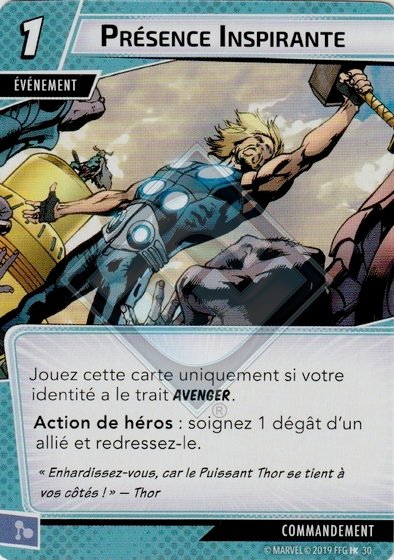 1
PRÉSENCE INSPIRANTE
ÉVÉNEMENT
Jouez cette carte uniquement si votre
identité a le trait AVENGER.
®
Action de héros : soignez 1 dégât d'un
allié et redressez-le.
« Enhardissez-vous, car le Puissant Thor se tient à
vos côtés ! » — Thor
COMMANDEMENT
© MARVEL © 2019 FFG HK 30